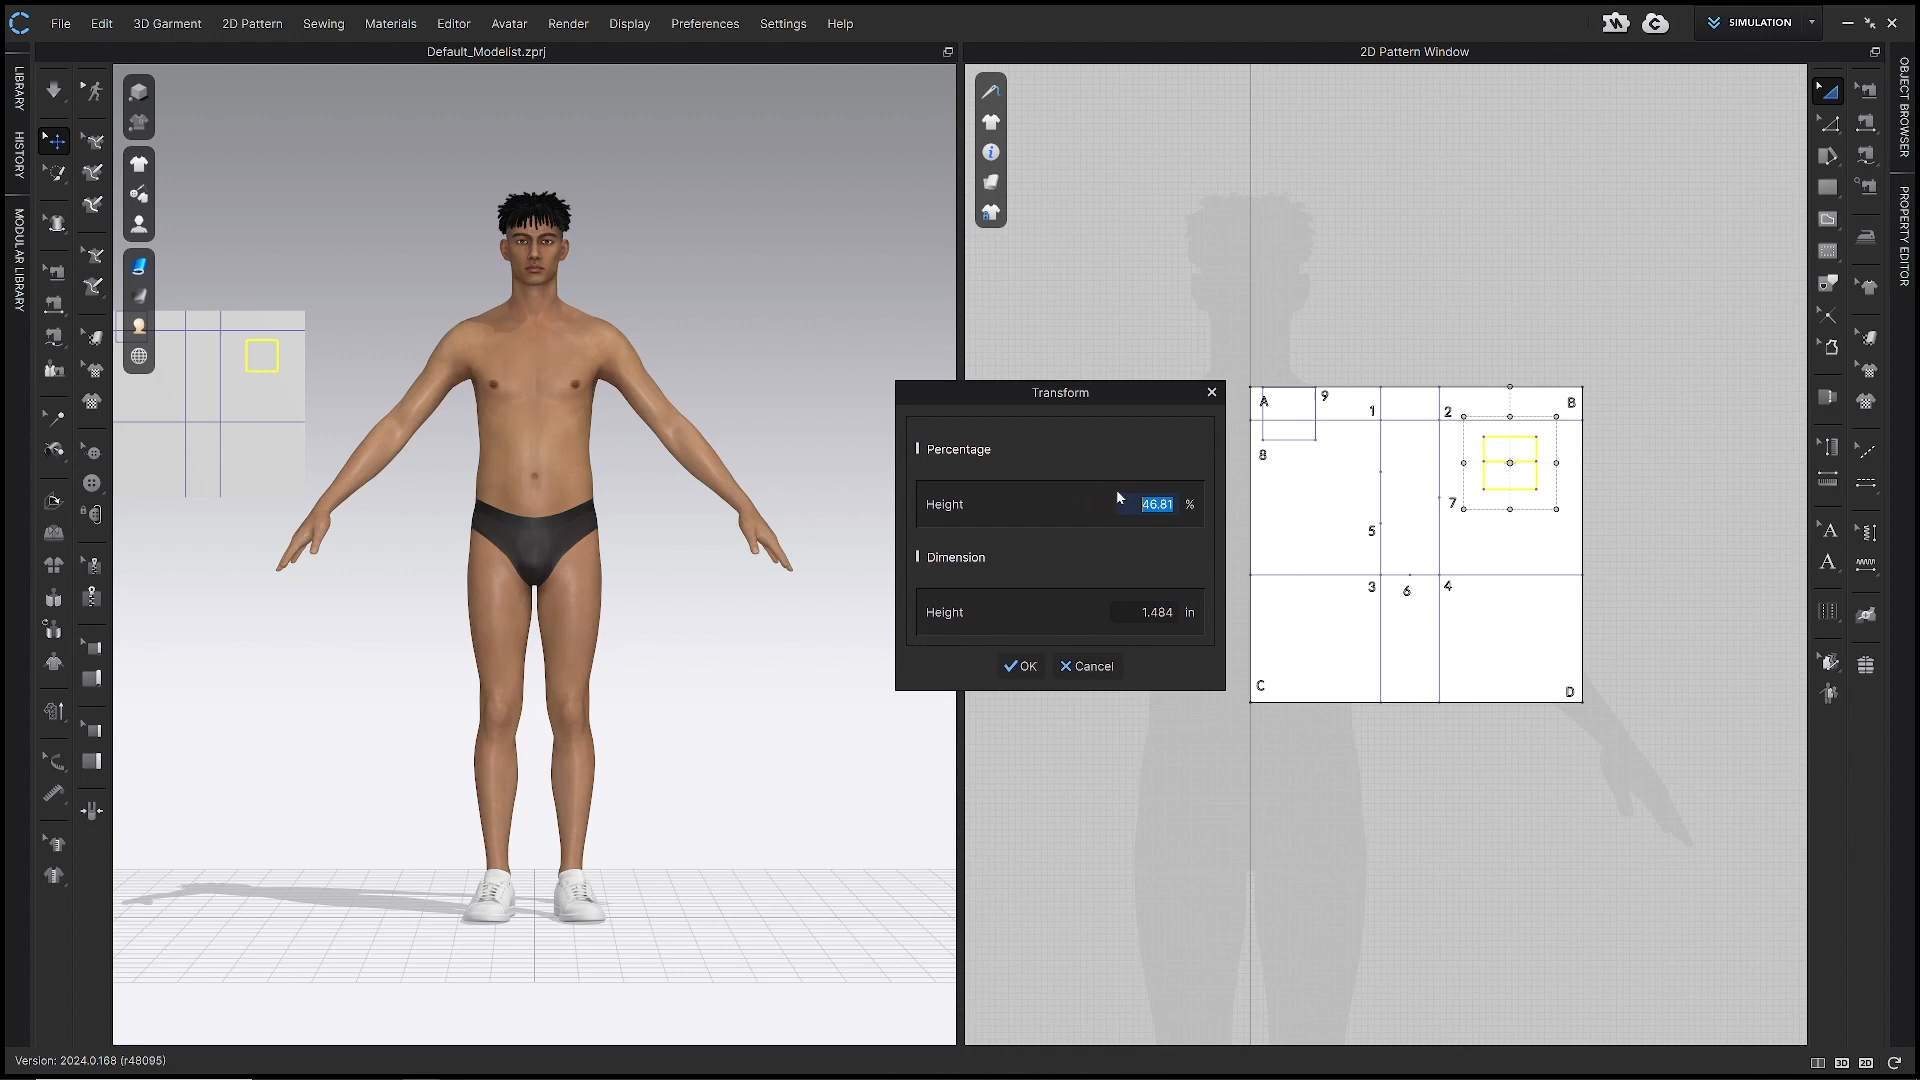 File Edit 3D Garment 2D Pattern Sewing Materials Editor Avatar Render Display Preferences Settings Help
SIMULATION
Default_Modelist.zprj
2D Pattern Window
LIBRARY
HISTORY
MODULAR LIBRARY
OBJECT BROWSER
PROPERTY EDITOR
Transform
Percentage
Height 46.81 %
Dimension
Height 1.484 in
OK Cancel
A 9 1 2 B
8
7
5
3 6 4
C D
A
A
Version: 2024.0.168 (r48095)
3D 2D